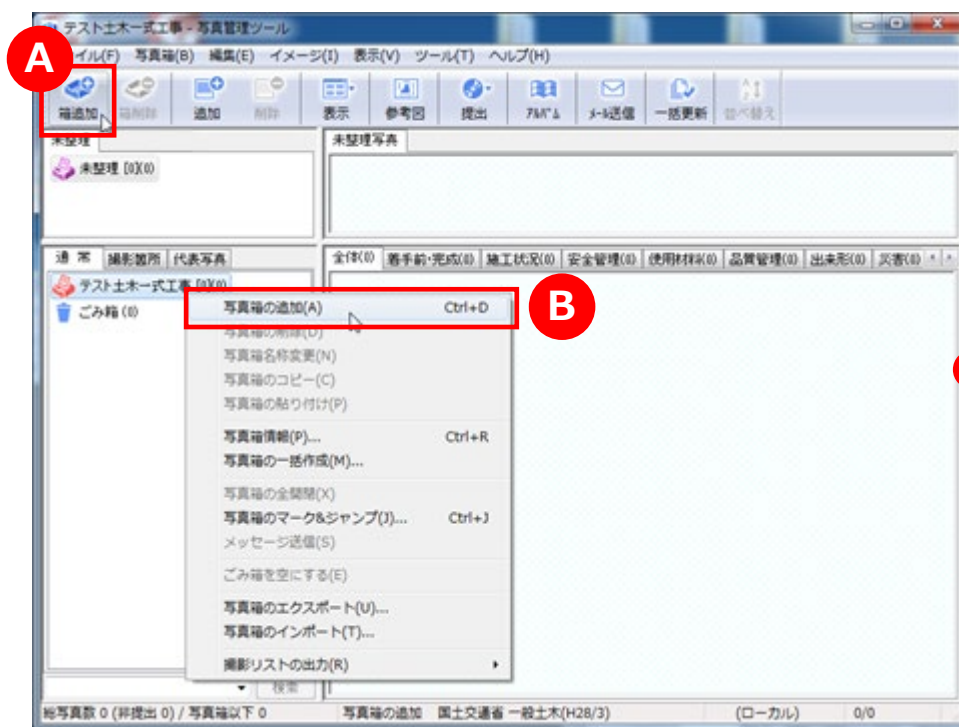 テスト土木一式工事 - 写真管理ツール
A
イル(F) 写真箱(B) 編集(E) イメージ(I) 表示(V) ツール(T) ヘルプ(H)
箱追加 箱削除 追加 削除 表示 参考図 提出 アルバム メール送信 一括更新 並べ替え
未整理 未整理写真
未整理 [0](0)
通常 撮影箇所 代表写真 全体(0) 着手前・完成(0) 施工状況(0) 安全管理(0) 使用材料(0) 品質管理(0) 出来形(0) 災害(0)
テスト土木一式工事 [0](0)
ごみ箱 (0)
写真箱の追加(A) Ctrl+D
B
写真箱の削除(D)
写真箱名称変更(N)
写真箱のコピー(C)
写真箱の貼り付け(P)
写真箱情報(P)... Ctrl+R
写真箱の一括作成(M)...
写真箱の全開閉(X)
写真箱のマーク&ジャンプ(J)... Ctrl+J
メッセージ送信(S)
ごみ箱を空にする(E)
写真箱のエクスポート(U)...
写真箱のインポート(T)...
撮影リストの出力(R)
検索
総写真数 0 (非提出 0) / 写真箱以下 0 写真箱の追加 国土交通省 一般土木(H28/3) (ローカル) 0/0